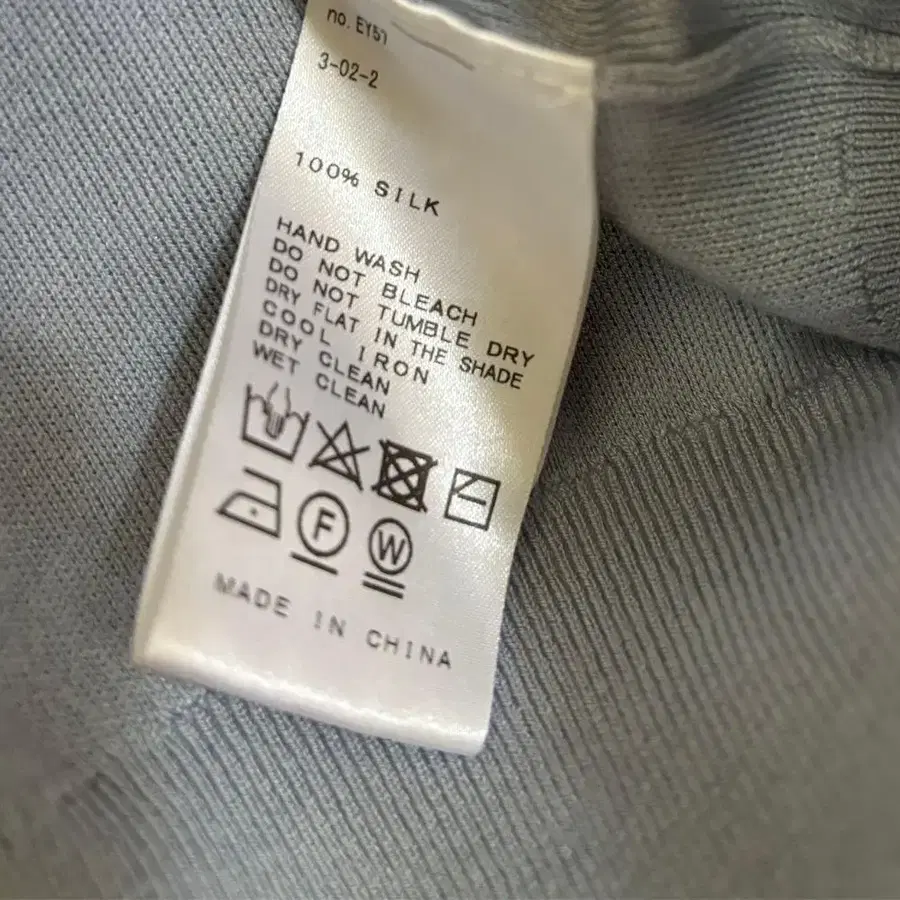 no. EY51
3-02-2
100% SILK
HAND WASH
DO NOT BLEACH
DO NOT TUMBLE DRY
DRY FLAT IN THE SHADE
COOL IRON
DRY CLEAN
WET CLEAN
F W
MADE IN CHINA